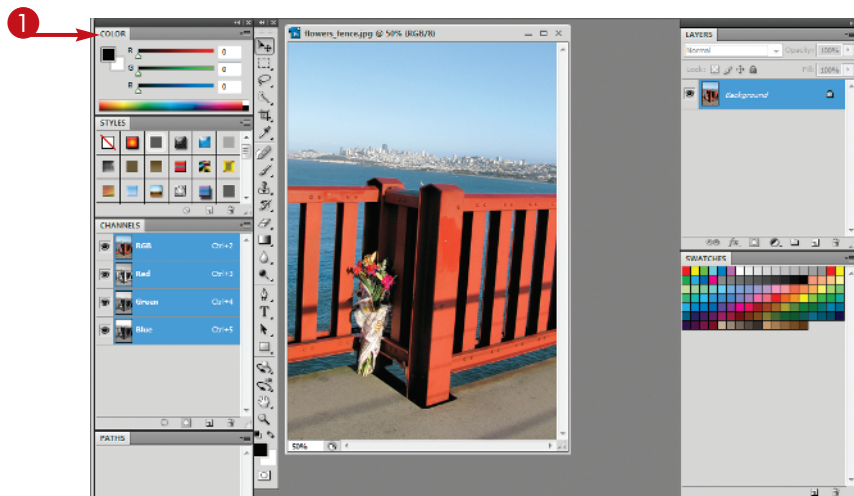 1
COLOR
R 0
G 0
B 0
STYLES
CHANNELS
RGB Ctrl+2
Red Ctrl+3
Green Ctrl+4
Blue Ctrl+5
PATHS
T
flowers_fence.jpg @ 50% (RGB/8)
50%
LAYERS
Normal Opacity: 100%
Lock: Fill: 100%
Background
fx
SWATCHES